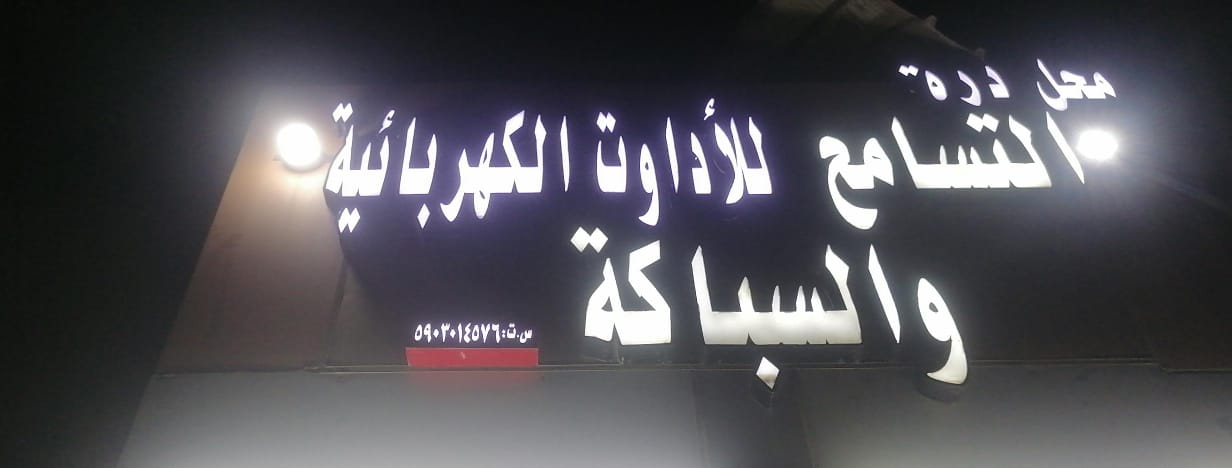 محل درة
التسامح للأداوت الكهربائية
والسباكة
س.ت: ٥٩٠٣٠١٤٥٧٦